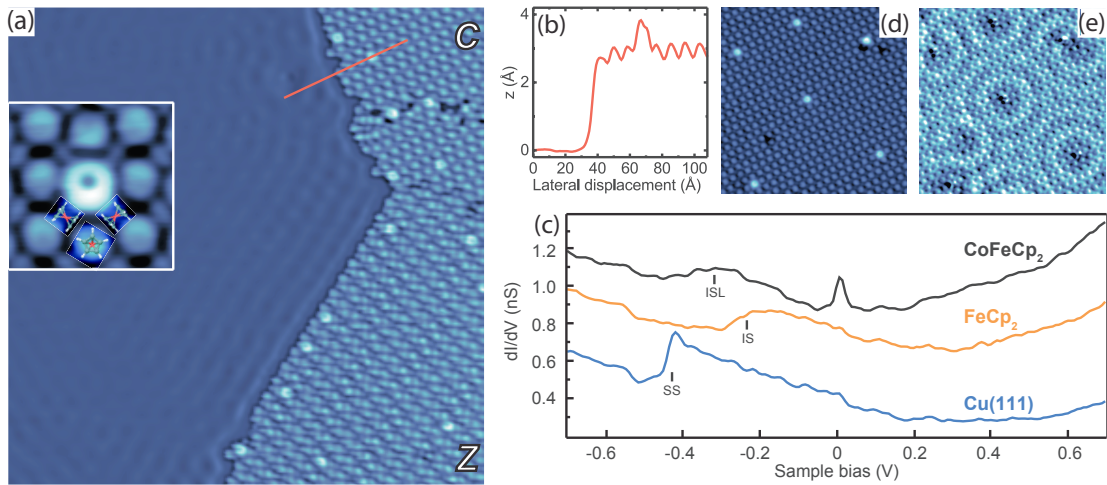 (a)
C
Z
(b)
z (Å)
4
2
0
0 20 40 60 80 100
Lateral displacement (Å)
(d)
(e)
(c)
dI/dV (nS)
1.2
1.0
0.8
0.6
0.4
CoFeCp2
ISL
FeCp2
IS
SS
Cu(111)
-0.6 -0.4 -0.2 0 0.2 0.4 0.6
Sample bias (V)